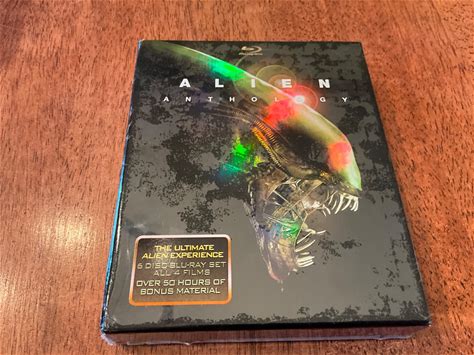 ALIEN
ANTHOLOGY
THE ULTIMATE
ALIEN EXPERIENCE
6 DISC BLU-RAY SET
ALL 4 FILMS
OVER 50 HOURS OF
BONUS MATERIAL